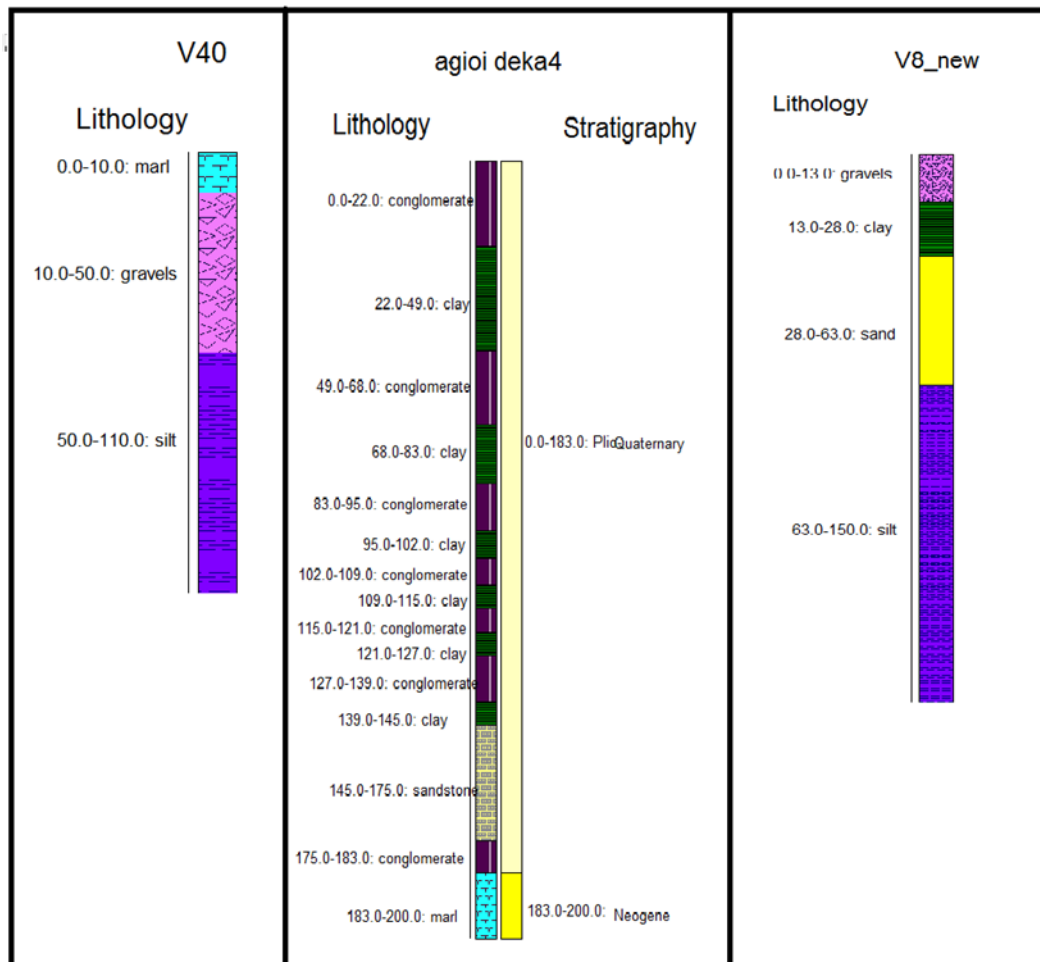 V40
Lithology
0.0-10.0: marl
10.0-50.0: gravels
50.0-110.0: silt
agioi deka4
Lithology
Stratigraphy
0.0-22.0: conglomerate
22.0-49.0: clay
49.0-68.0: conglomerate
68.0-83.0: clay
83.0-95.0: conglomerate
95.0-102.0: clay
102.0-109.0: conglomerate
109.0-115.0: clay
115.0-121.0: conglomerate
121.0-127.0: clay
127.0-139.0: conglomerate
139.0-145.0: clay
145.0-175.0: sandstone
175.0-183.0: conglomerate
183.0-200.0: marl
0.0-183.0: PlioQuaternary
183.0-200.0: Neogene
V8_new
Lithology
0.0-13.0: gravels
13.0-28.0: clay
28.0-63.0: sand
63.0-150.0: silt